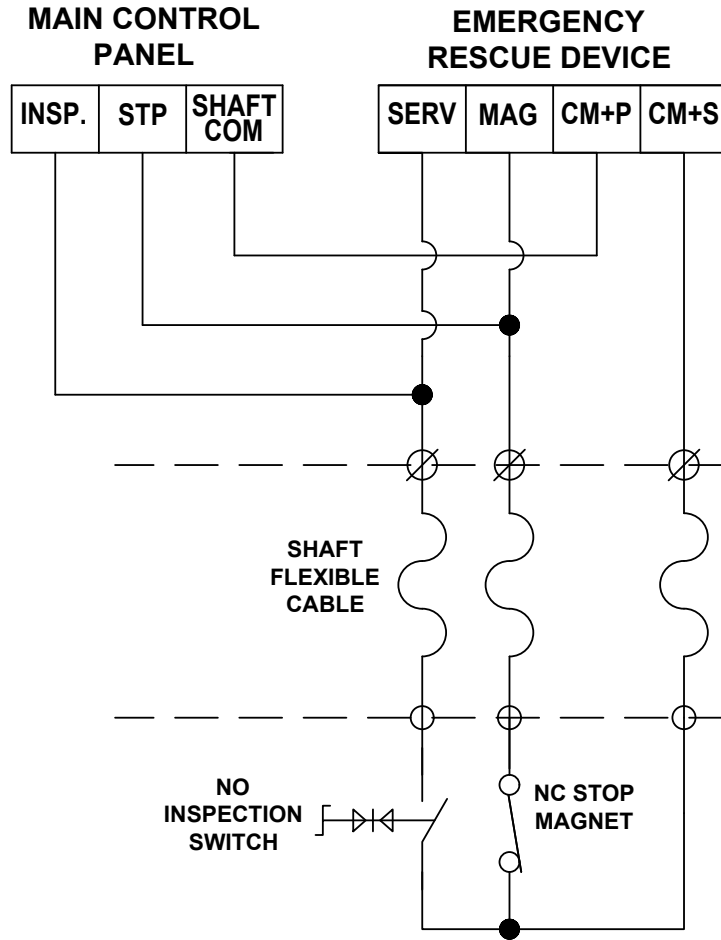 MAIN CONTROL
PANEL
EMERGENCY
RESCUE DEVICE
INSP.
STP
SHAFT
COM
SERV
MAG
CM+P
CM+S
SHAFT
FLEXIBLE
CABLE
NO
INSPECTION
SWITCH
NC STOP
MAGNET